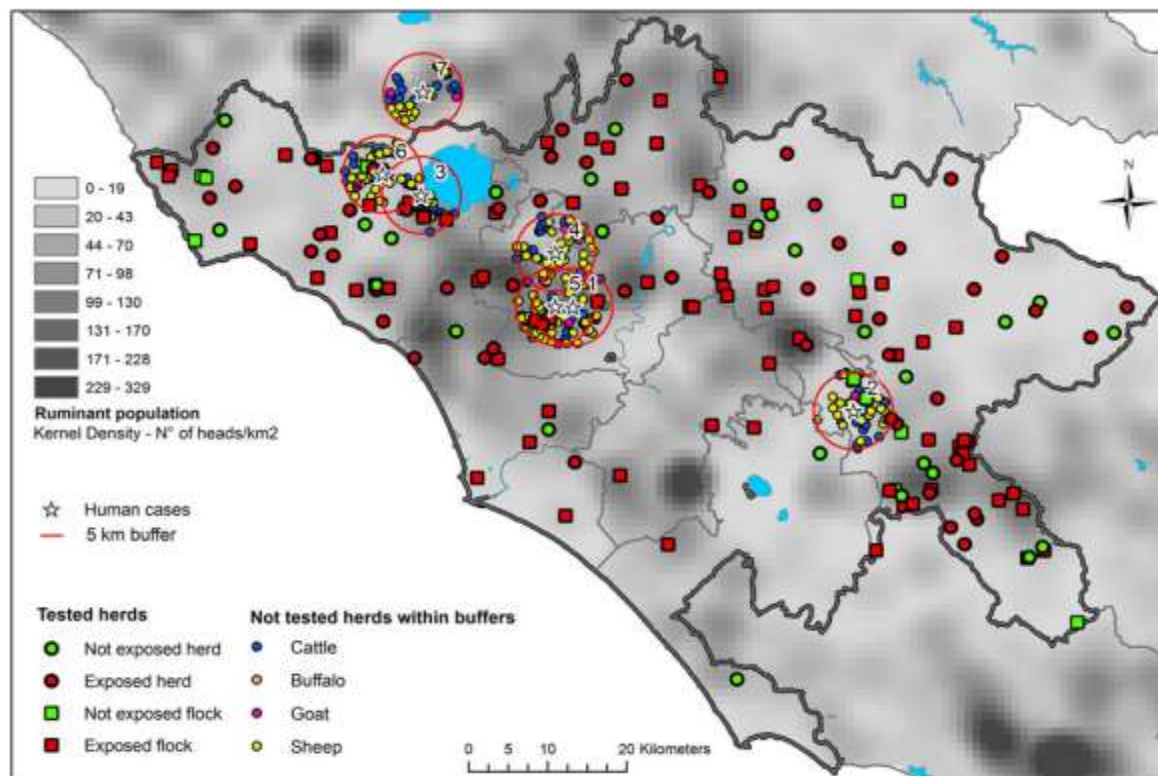 7
6
3
4
5 1
2
N
0 - 19
20 - 43
44 - 70
71 - 98
99 - 130
131 - 170
171 - 228
229 - 329
Ruminant population
Kernel Density - N° of heads/km2
Human cases
5 km buffer
Tested herds
Not exposed herd
Exposed herd
Not exposed flock
Exposed flock
Not tested herds within buffers
Cattle
Buffalo
Goat
Sheep
0 5 10 20 Kilometers